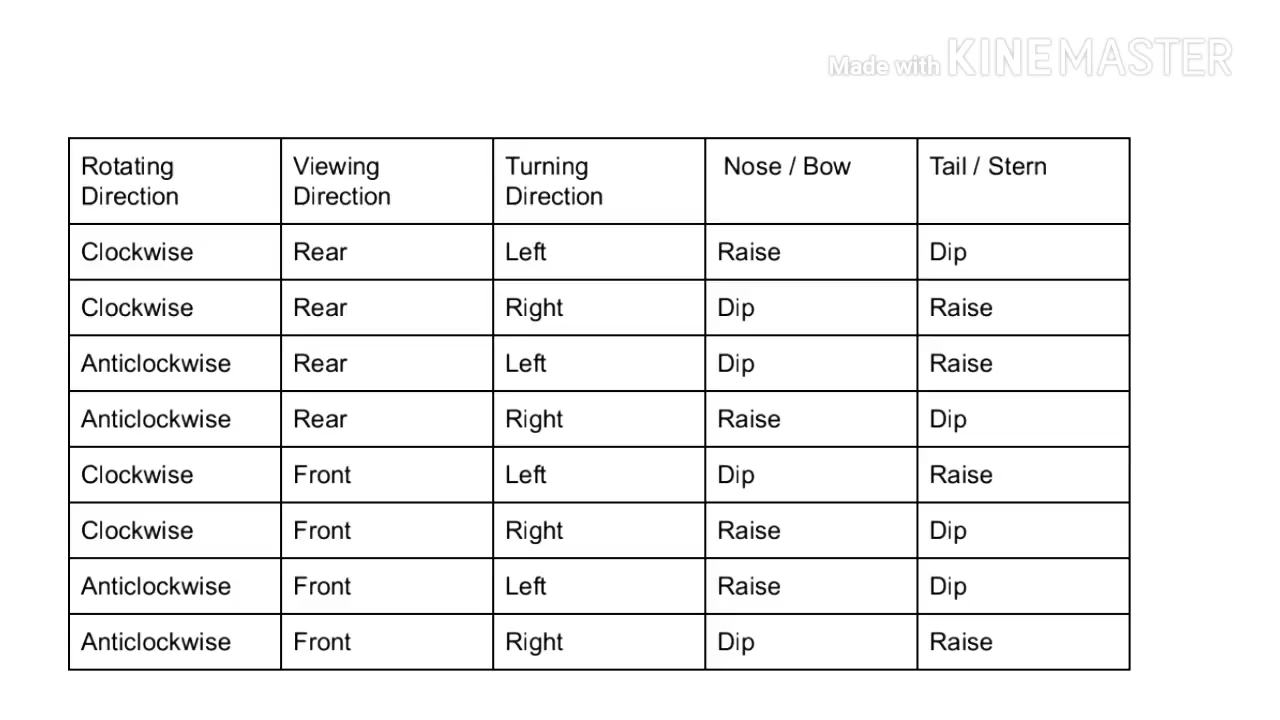 Made with KINEMASTER
Rotating Direction Viewing Direction Turning Direction Nose / Bow Tail / Stern
Clockwise Rear Left Raise Dip
Clockwise Rear Right Dip Raise
Anticlockwise Rear Left Dip Raise
Anticlockwise Rear Right Raise Dip
Clockwise Front Left Dip Raise
Clockwise Front Right Raise Dip
Anticlockwise Front Left Raise Dip
Anticlockwise Front Right Dip Raise